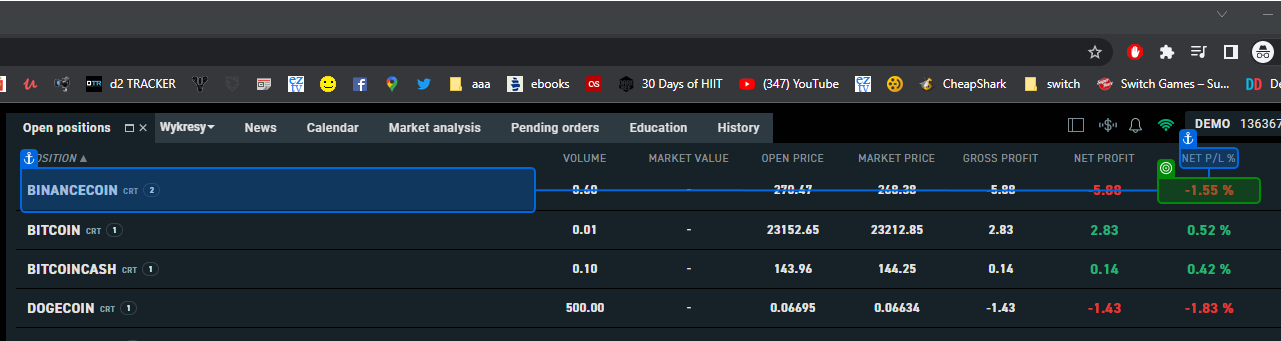 d2 TRACKER aaa ebooks OS 30 Days of HIIT (347) YouTube CheapShark switch Switch Games – Su... DD De
Open positions Wykresy News Calendar Market analysis Pending orders Education History DEMO 136367
POSITION ▲ VOLUME MARKET VALUE OPEN PRICE MARKET PRICE GROSS PROFIT NET PROFIT NET P/L %
BINANCECOIN CRT 2 0.60 - 270.47 268.38 -5.88 -5.88 -1.55 %
BITCOIN CRT 1 0.01 - 23152.65 23212.85 2.83 2.83 0.52 %
BITCOINCASH CRT 1 0.10 - 143.96 144.25 0.14 0.14 0.42 %
DOGECOIN CRT 1 500.00 - 0.06695 0.06634 -1.43 -1.43 -1.83 %